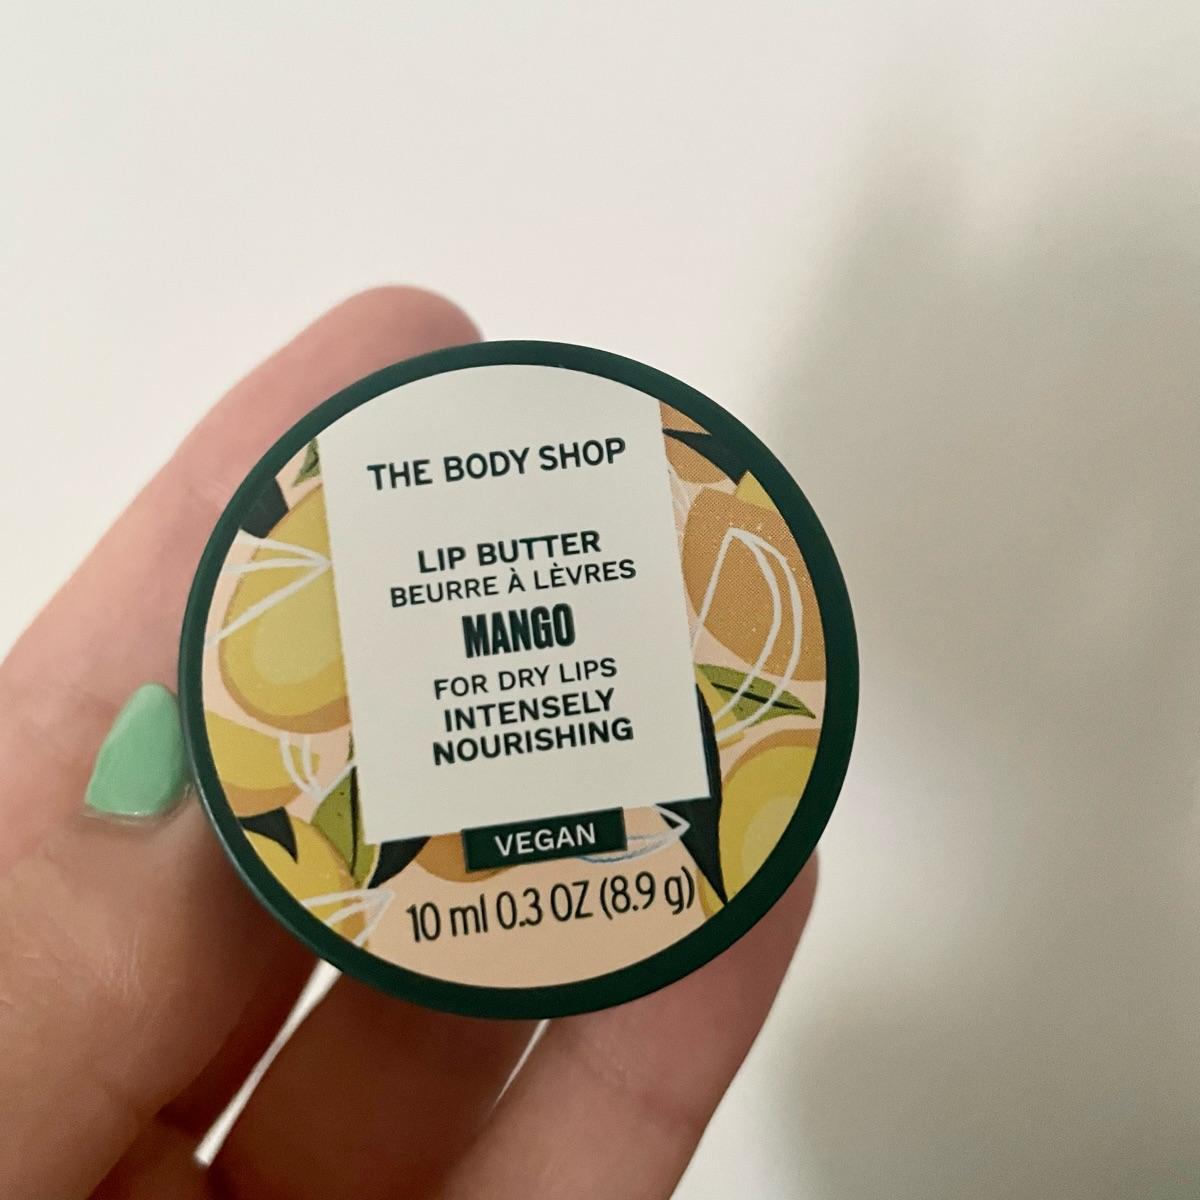 THE BODY SHOP
LIP BUTTER
BEURRE À LÈVRES
MANGO
FOR DRY LIPS
INTENSELY
NOURISHING
VEGAN
10 ml 0.3 OZ (8.9 g)